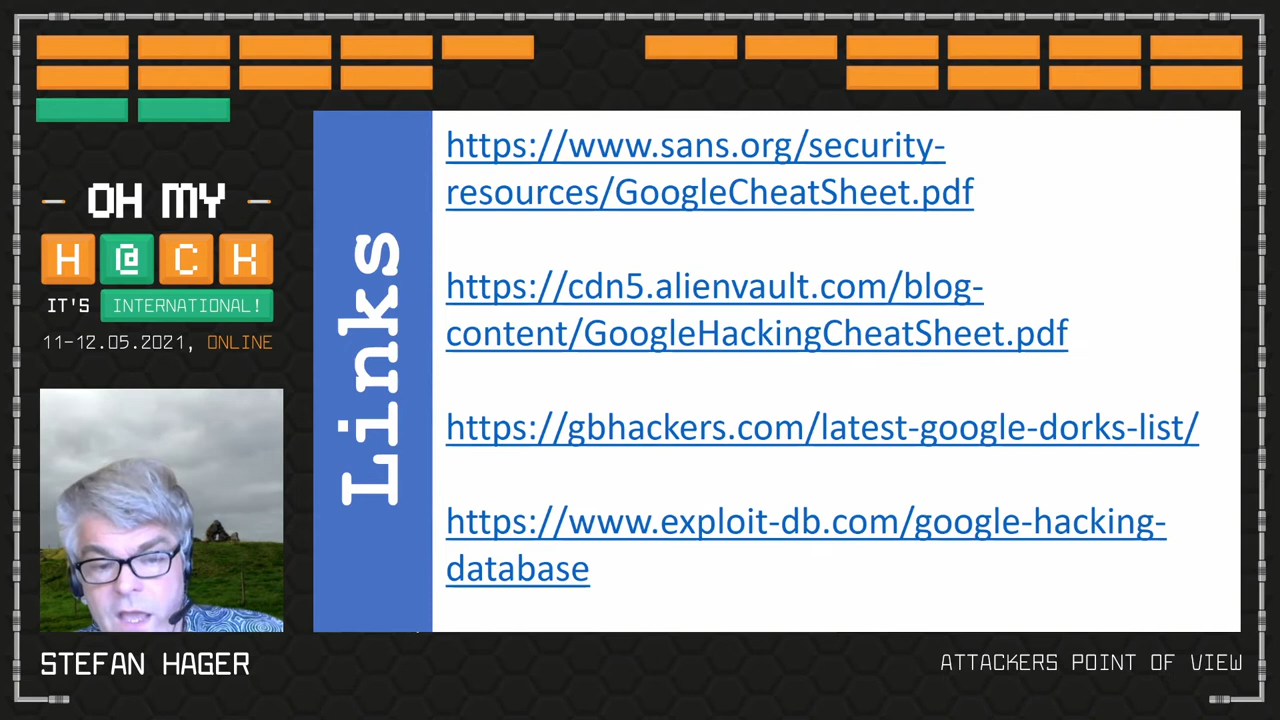 OH MY
H@CK
IT'S INTERNATIONAL!
11-12.05.2021, ONLINE
Links
https://www.sans.org/security-
resources/GoogleCheatSheet.pdf
https://cdn5.alienvault.com/blog-
content/GoogleHackingCheatSheet.pdf
https://gbhackers.com/latest-google-dorks-list/
https://www.exploit-db.com/google-hacking-
database
STEFAN HAGER
ATTACKERS POINT OF VIEW